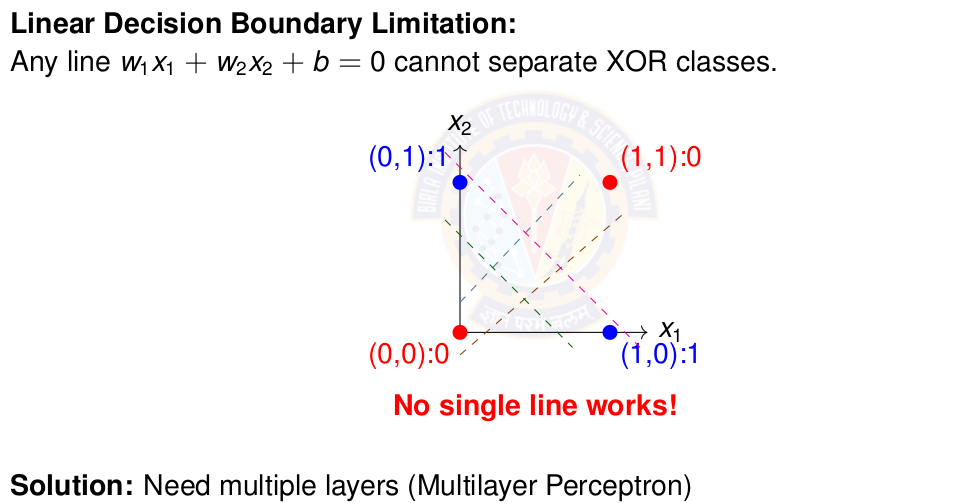 Linear Decision Boundary Limitation:
Any line w₁x₁ + w₂x₂ + b = 0 cannot separate XOR classes.
x₂
(0,1):1
(1,1):0
x₁
(0,0):0
(1,0):1
No single line works!
Solution: Need multiple layers (Multilayer Perceptron)